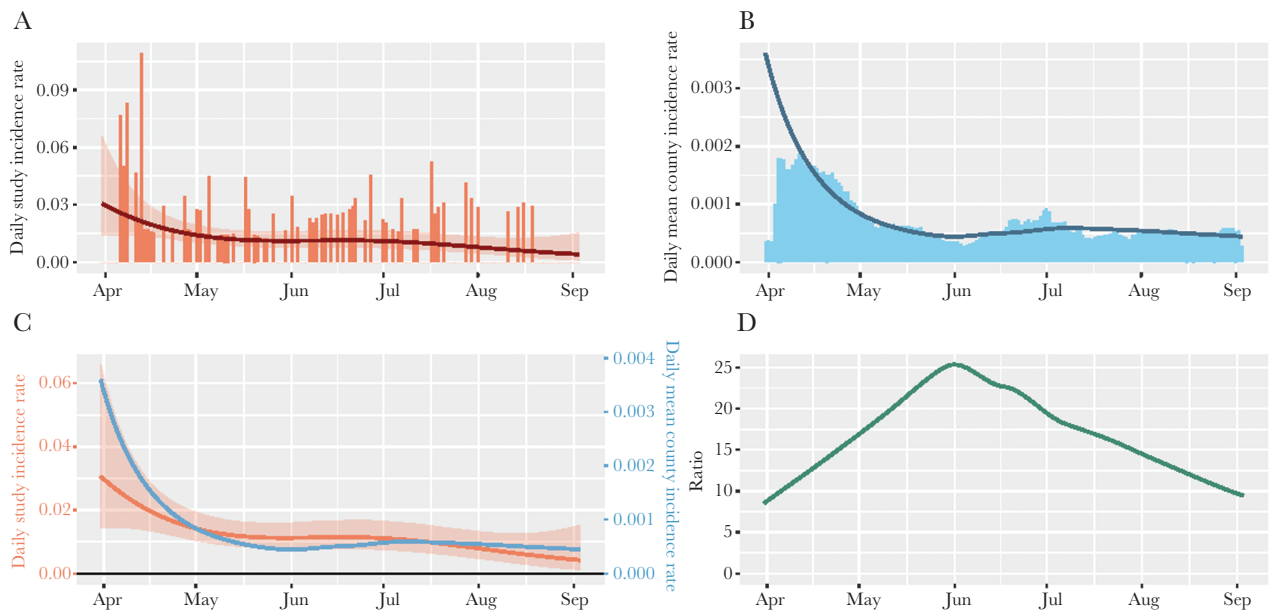 A
Daily study incidence rate
0.09
0.06
0.03
0.00
Apr May Jun Jul Aug Sep
B
Daily mean county incidence rate
0.003
0.002
0.001
0.000
Apr May Jun Jul Aug Sep
C
Daily study incidence rate
0.06
0.04
0.02
0.00
0.004
0.003
0.002
0.001
0.000
Daily mean county incidence rate
Apr May Jun Jul Aug Sep
D
Ratio
25
20
15
10
5
0
Apr May Jun Jul Aug Sep